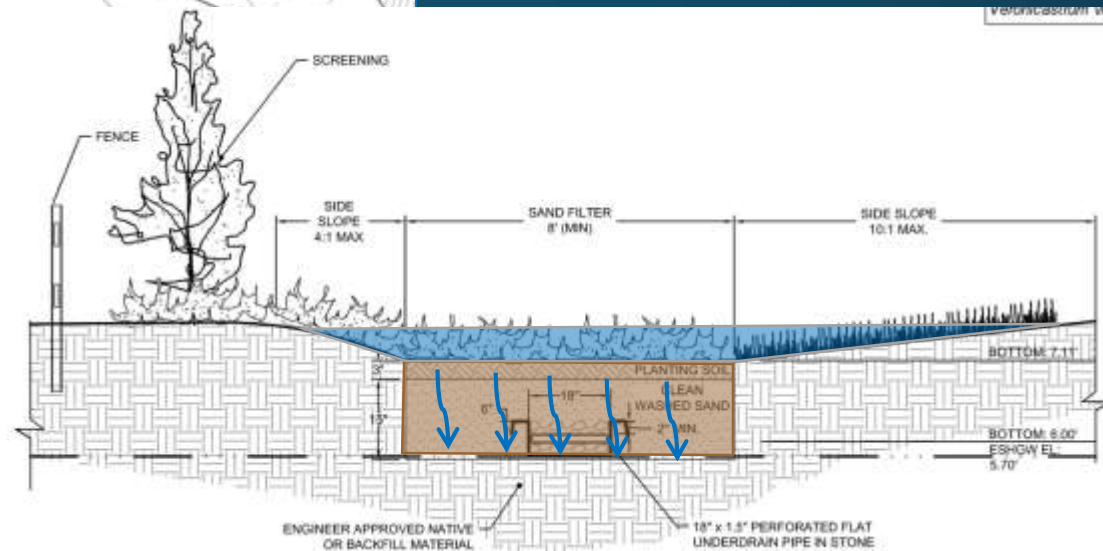 Veronicastrum
SCREENING
FENCE
SIDE
SLOPE
4:1 MAX
SAND FILTER
8' (MIN)
SIDE SLOPE
10:1 MAX.
BOTTOM: 7.11'
3"
PLANTING SOIL
18"
CLEAN
WASHED SAND
6"
15"
2" MIN.
BOTTOM: 6.00'
ESHGW EL:
5.70'
ENGINEER APPROVED NATIVE
OR BACKFILL MATERIAL
18" x 1.5" PERFORATED FLAT
UNDERDRAIN PIPE IN STONE